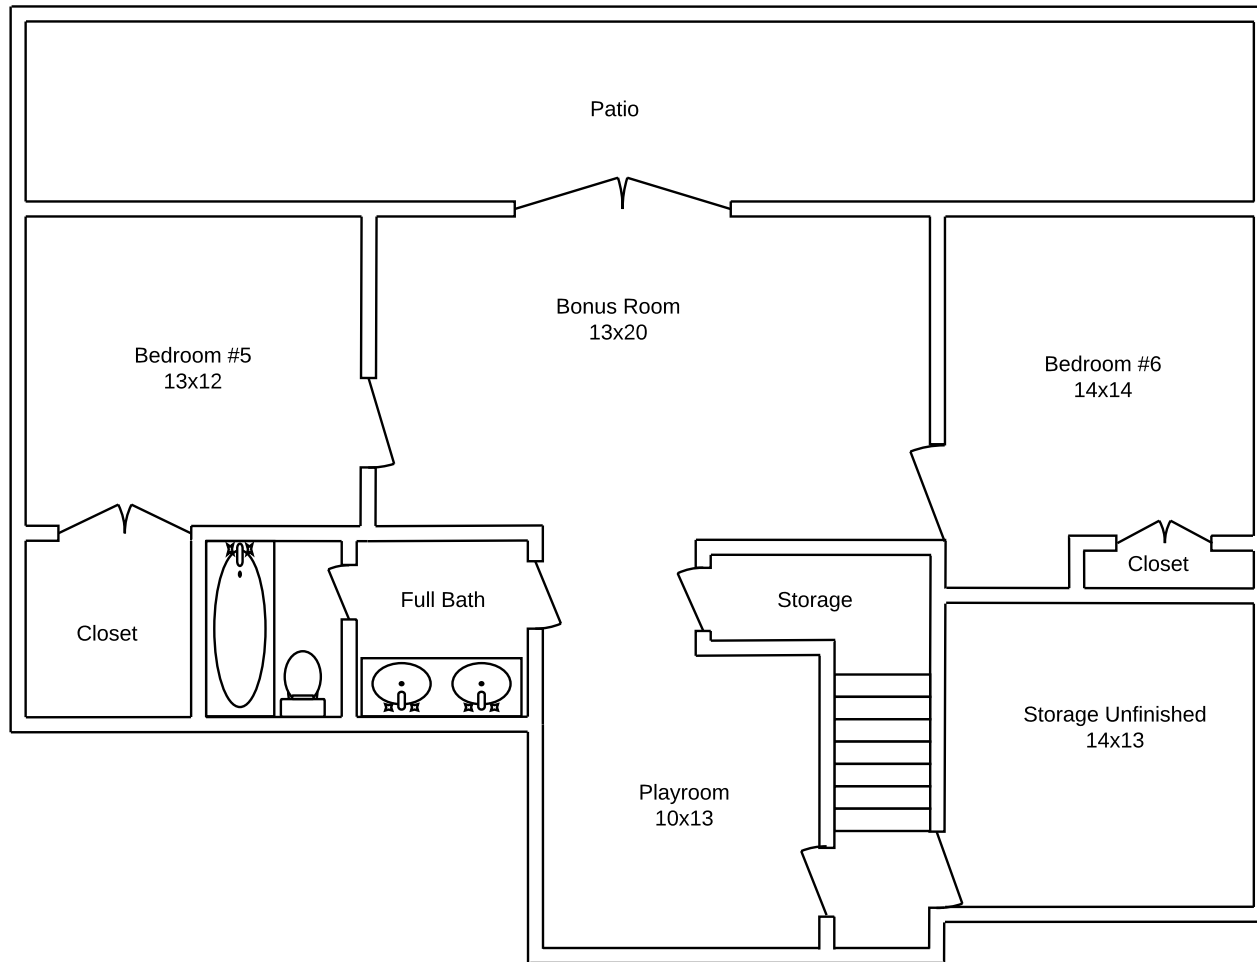 Patio
Bonus Room
13x20
Bedroom #5
13x12
Bedroom #6
14x14
Closet
Full Bath
Storage
Closet
Storage Unfinished
14x13
Playroom
10x13